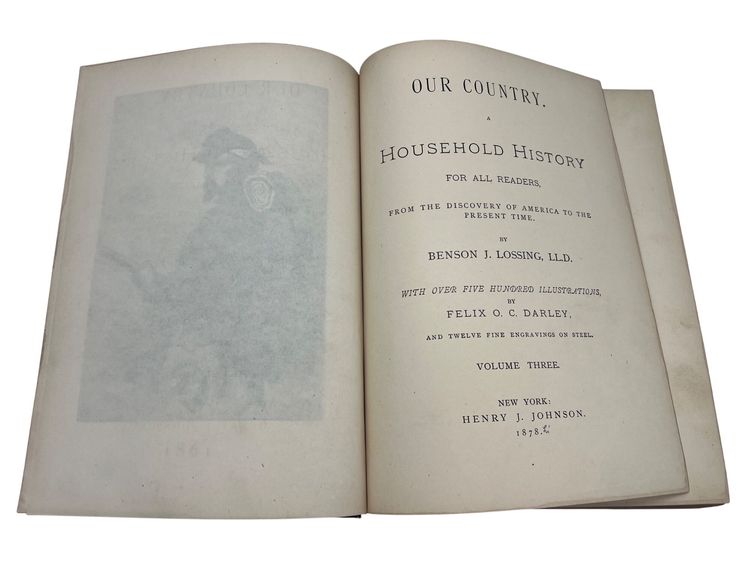 OUR COUNTRY.
A
HOUSEHOLD HISTORY
FOR ALL READERS,
FROM THE DISCOVERY OF AMERICA TO THE
PRESENT TIME.
BY
BENSON J. LOSSING, LL.D.
WITH OVER FIVE HUNDRED ILLUSTRATIONS,
BY
FELIX O. C. DARLEY,
AND TWELVE FINE ENGRAVINGS ON STEEL.
VOLUME THREE.
NEW YORK:
HENRY J. JOHNSON.
1878.